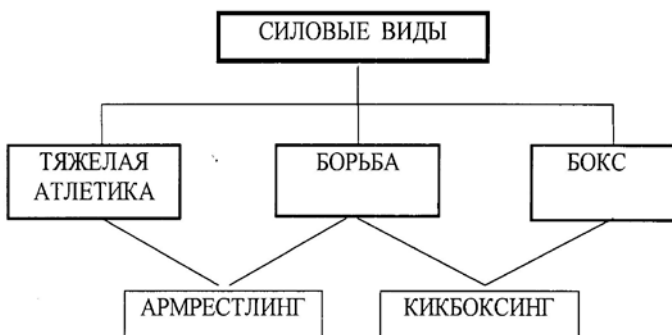 СИЛОВЫЕ ВИДЫ
ТЯЖЕЛАЯ
АТЛЕТИКА
БОРЬБА
БОКС
АРМРЕСТЛИНГ
КИКБОКСИНГ